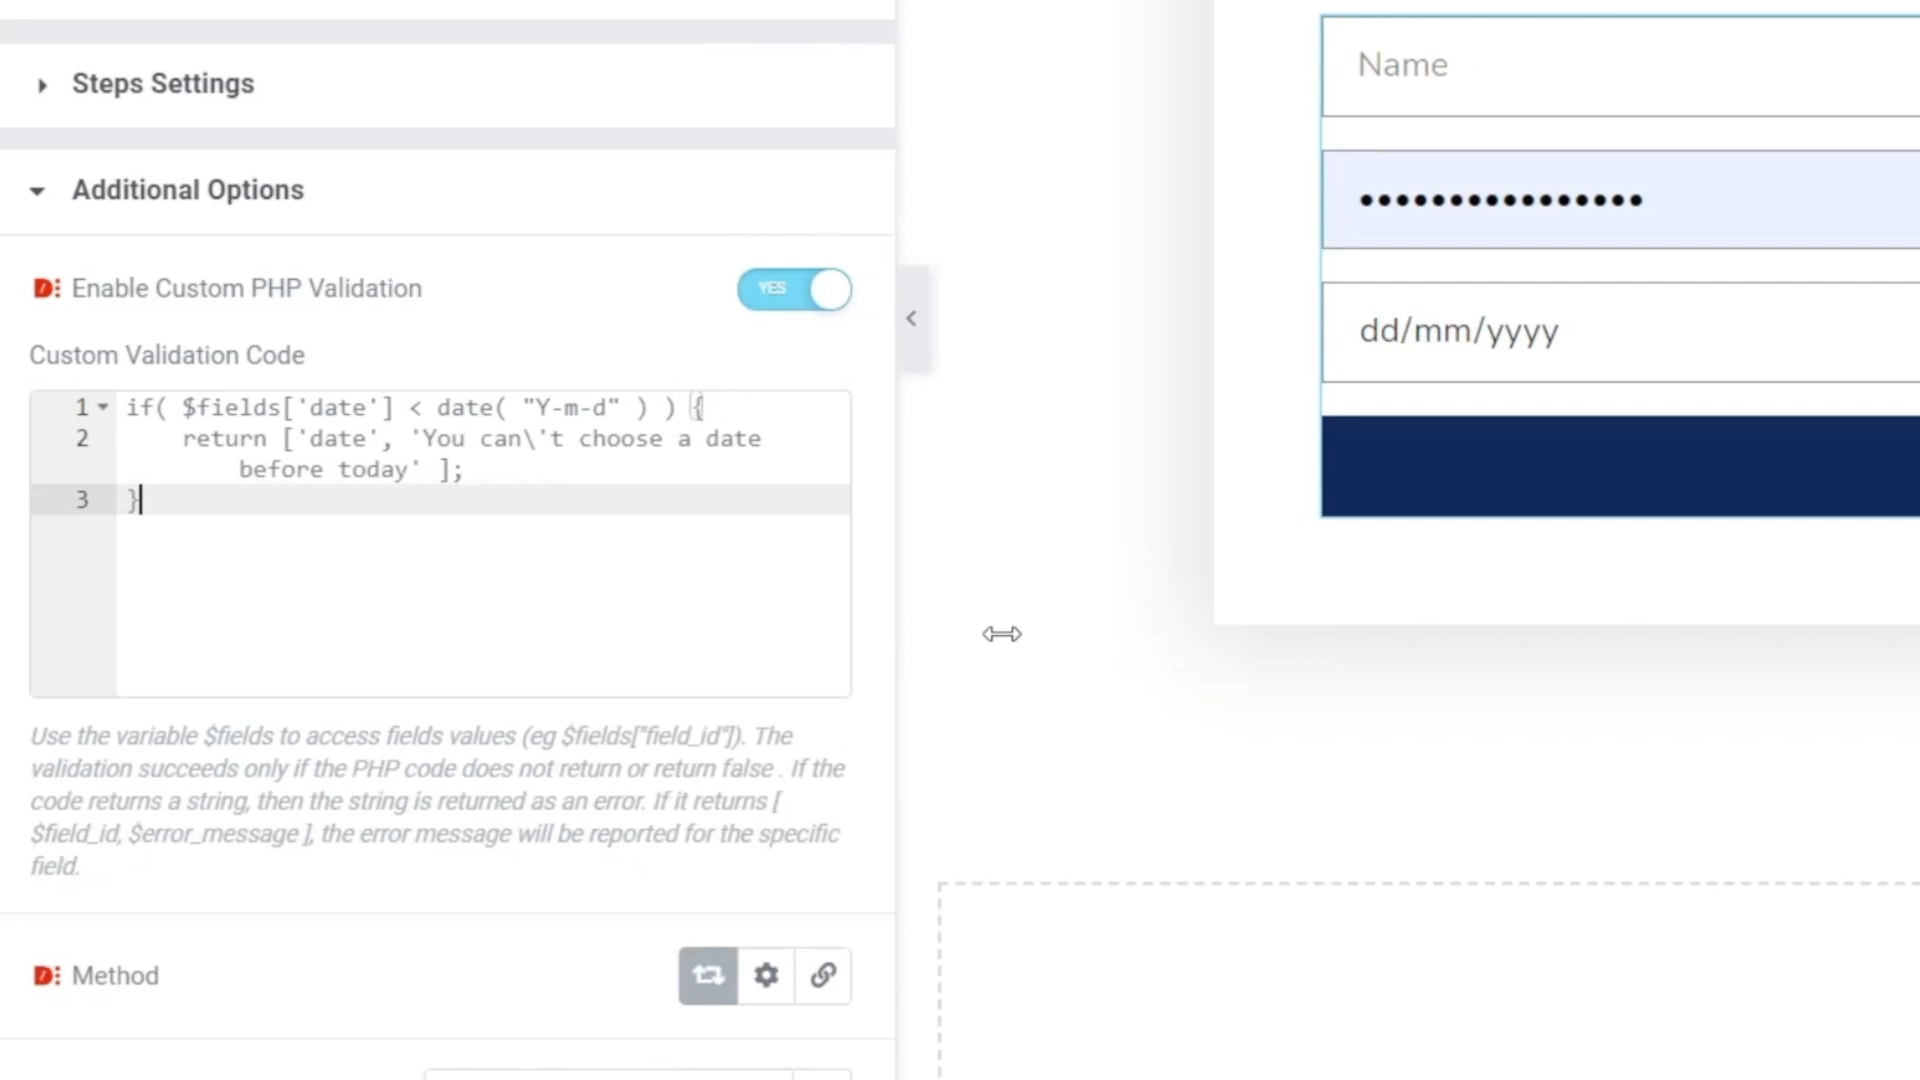 Steps Settings
Additional Options
Enable Custom PHP Validation
YES
Custom Validation Code
1 if( $fields['date'] < date( "Y-m-d" ) ) {
2 return ['date', 'You can\'t choose a date
before today' ];
3 }
Use the variable $fields to access fields values (eg $fields["field_id"]). The
validation succeeds only if the PHP code does not return or return false . If the
code returns a string, then the string is returned as an error. If it returns [
$field_id, $error_message ], the error message will be reported for the specific
field.
Method
Name
dd/mm/yyyy